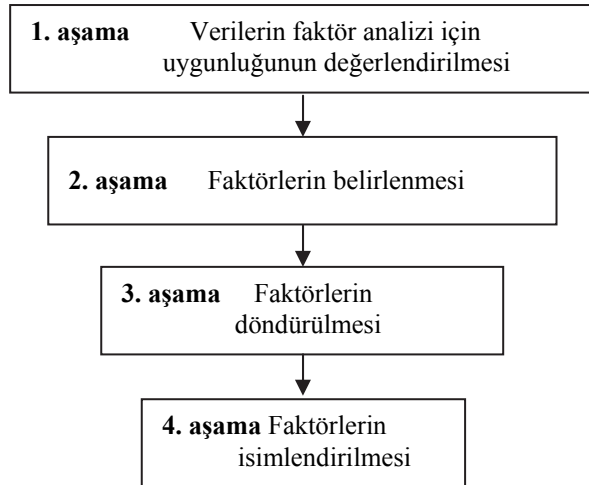 1. aşama Verilerin faktör analizi için
uygunluğunun değerlendirilmesi
2. aşama Faktörlerin belirlenmesi
3. aşama Faktörlerin
döndürülmesi
4. aşama Faktörlerin
isimlendirilmesi